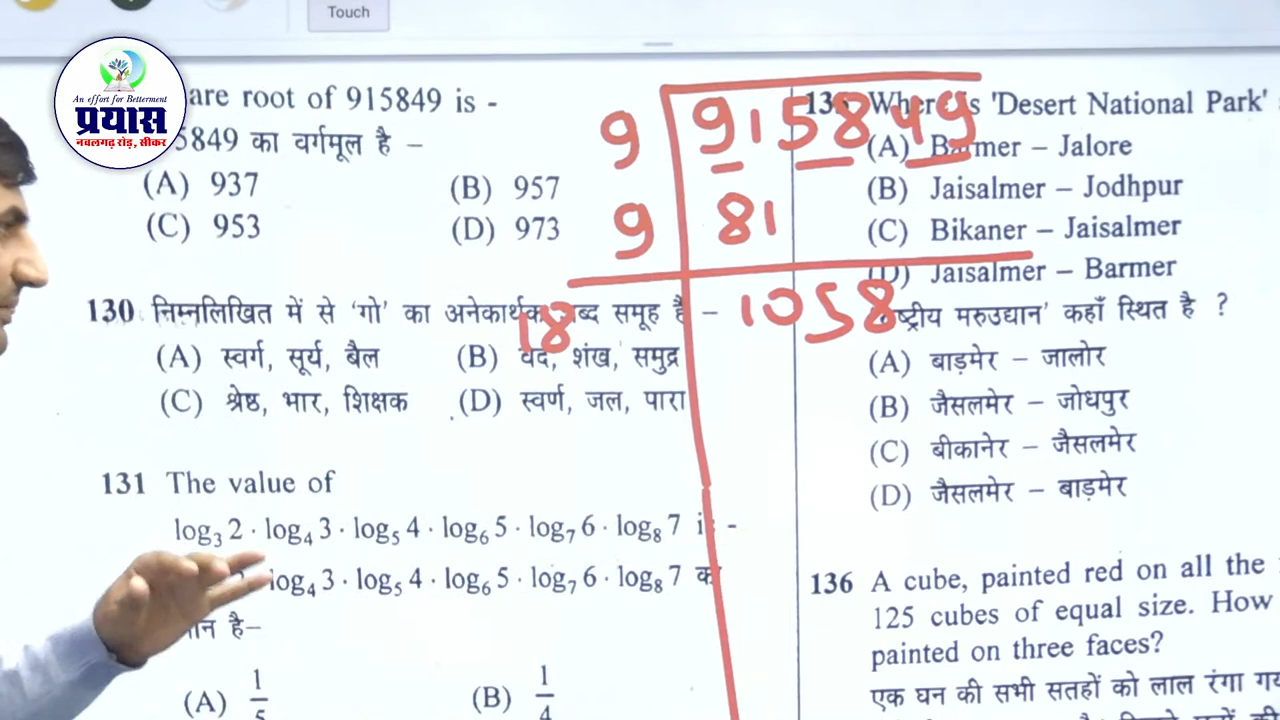 Touch
An effort for Betterment
प्रयास
नवलगढ़ रोड़, सीकर
are root of 915849 is -
5849 का वर्गमूल है –
(A) 937
(B) 957
(C) 953
(D) 973
130 निम्नलिखित में से 'गो' का अनेकार्थक शब्द समूह है –
(A) स्वर्ग, सूर्य, बैल
(B) वेद, शंख, समुद्र
(C) श्रेष्ठ, भार, शिक्षक
(D) स्वर्ण, जल, पारा
131 The value of
log₃ 2 · log₄ 3 · log₅ 4 · log₆ 5 · log₇ 6 · log₈ 7 is -
log₄ 3 · log₅ 4 · log₆ 5 · log₇ 6 · log₈ 7 का
मान है–
(A) 1/5
(B) 1/4
9 915849
9 81
18 1058
Where is 'Desert National Park'
(A) Barmer – Jalore
(B) Jaisalmer – Jodhpur
(C) Bikaner – Jaisalmer
(D) Jaisalmer – Barmer
राष्ट्रीय मरुउद्यान' कहाँ स्थित है ?
(A) बाड़मेर – जालोर
(B) जैसलमेर – जोधपुर
(C) बीकानेर – जैसलमेर
(D) जैसलमेर – बाड़मेर
136 A cube, painted red on all the
125 cubes of equal size. How
painted on three faces?
एक घन की सभी सतहों को लाल रंगा